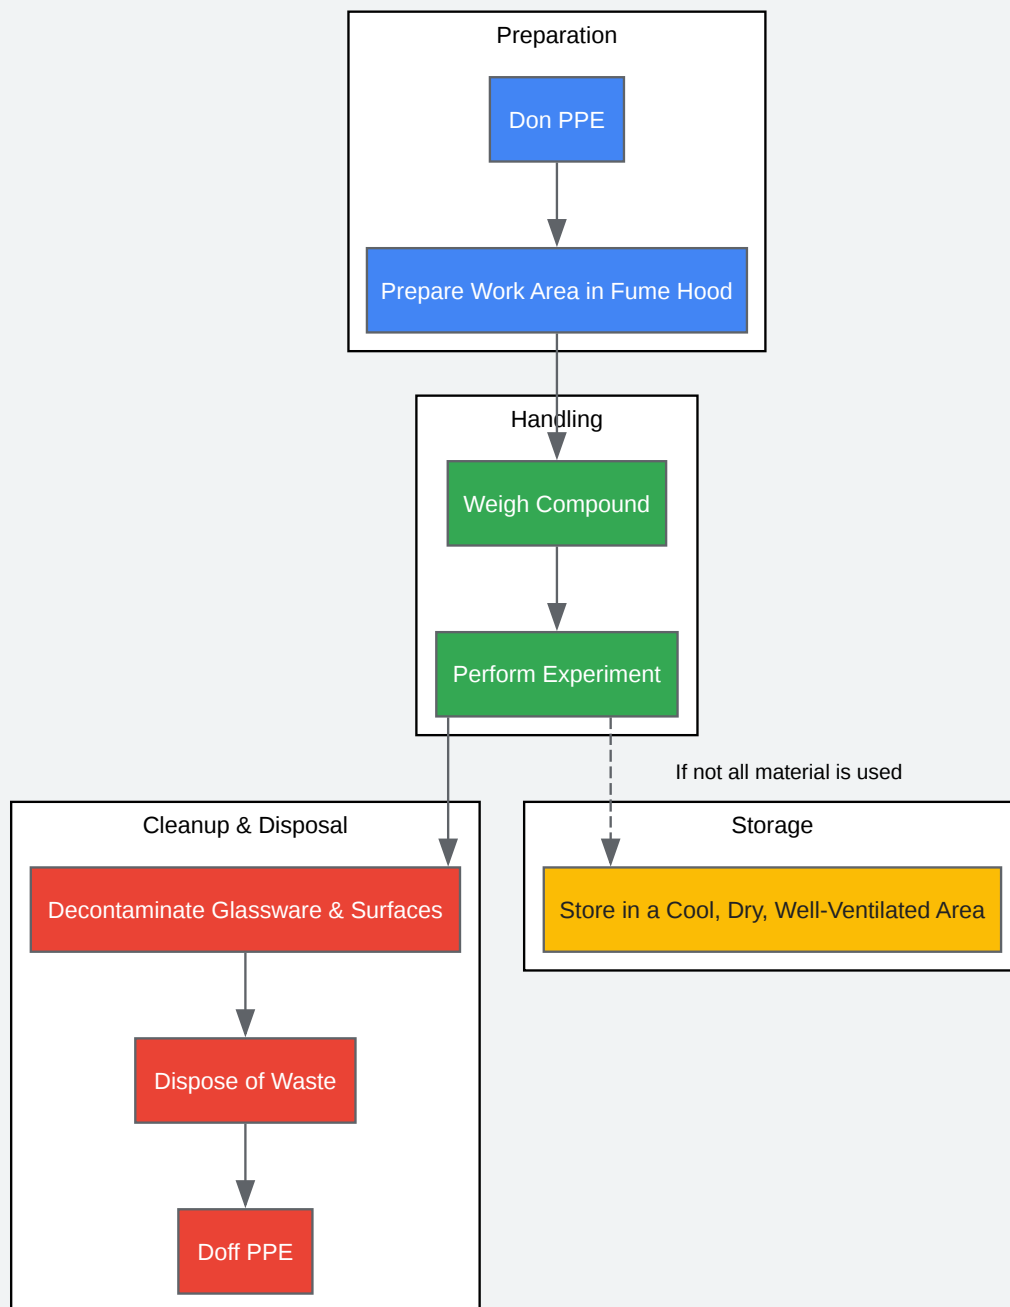 Preparation
Don PPE
Prepare Work Area in Fume Hood
Handling
Weigh Compound
Perform Experiment
If not all material is used
Cleanup & Disposal
Decontaminate Glassware & Surfaces
Dispose of Waste
Doff PPE
Storage
Store in a Cool, Dry, Well-Ventilated Area